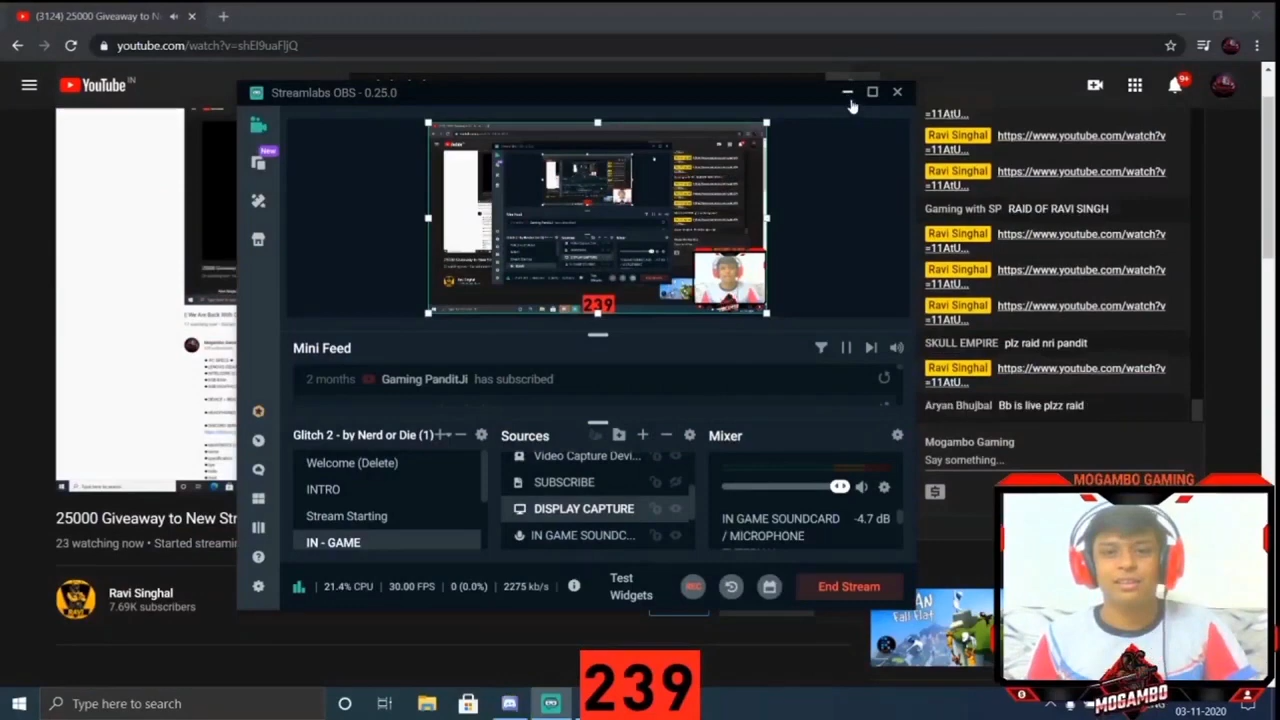 (3124) 25000 Giveaway to N
youtube.com/watch?v=shEl9uaFljQ
YouTube IN
9+
Streamlabs OBS - 0.25.0
New
239
Mini Feed
2 months Gaming PanditJi has subscribed
Glitch 2 - by Nerd or Die (1)
Welcome (Delete)
INTRO
Stream Starting
IN - GAME
Sources
Video Capture Devi...
SUBSCRIBE
DISPLAY CAPTURE
IN GAME SOUNDC...
Mixer
IN GAME SOUNDCARD -4.7 dB
/ MICROPHONE
21.4% CPU 30.00 FPS 0 (0.0%) 2275 kb/s
Test
Widgets
REC
End Stream
=11AtU...
Ravi Singhal https://www.youtube.com/watch?v
=11AtU...
Ravi Singhal https://www.youtube.com/watch?v
=11AtU...
Gaming with SP RAID OF RAVI SINGH
Ravi Singhal https://www.youtube.com/watch?v
=11AtU...
Ravi Singhal https://www.youtube.com/watch?v
=11AtU...
Ravi Singhal https://www.youtube.com/watch?v
=11AtU...
SKULL EMPIRE plz raid nri pandit
Ravi Singhal https://www.youtube.com/watch?v
=11AtU...
Aryan Bhujbal Bb is live plzz raid
Mogambo Gaming
Say something...
25000 Giveaway to New Str
23 watching now • Started streamin
Ravi Singhal
7.69K subscribers
RAVI
MOGAMBO GAMING
MOGAMBO
Fall Flat
239
Type here to search
03-11-2020